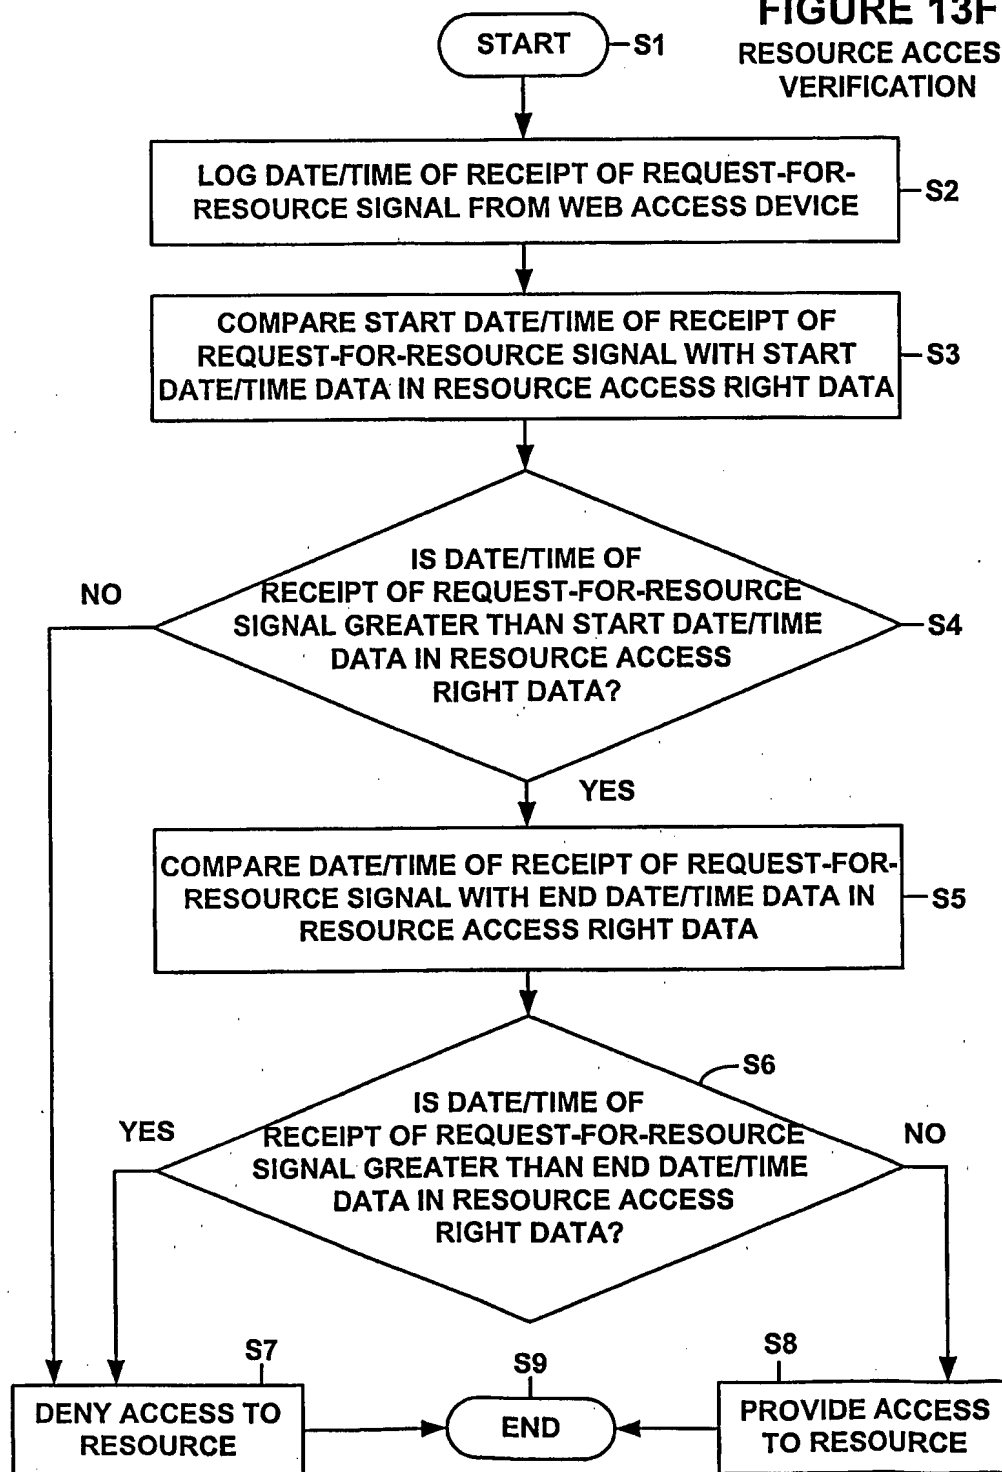 FIGURE 13F
RESOURCE ACCES
VERIFICATION
START
S1
LOG DATE/TIME OF RECEIPT OF REQUEST-FOR-
RESOURCE SIGNAL FROM WEB ACCESS DEVICE
S2
COMPARE START DATE/TIME OF RECEIPT OF
REQUEST-FOR-RESOURCE SIGNAL WITH START
DATE/TIME DATA IN RESOURCE ACCESS RIGHT DATA
S3
IS DATE/TIME OF
RECEIPT OF REQUEST-FOR-RESOURCE
SIGNAL GREATER THAN START DATE/TIME
DATA IN RESOURCE ACCESS
RIGHT DATA?
NO
S4
YES
COMPARE DATE/TIME OF RECEIPT OF REQUEST-FOR-
RESOURCE SIGNAL WITH END DATE/TIME DATA IN
RESOURCE ACCESS RIGHT DATA
S5
S6
IS DATE/TIME OF
RECEIPT OF REQUEST-FOR-RESOURCE
SIGNAL GREATER THAN END DATE/TIME
DATA IN RESOURCE ACCESS
RIGHT DATA?
YES
NO
S7
DENY ACCESS TO
RESOURCE
S9
END
S8
PROVIDE ACCESS
TO RESOURCE